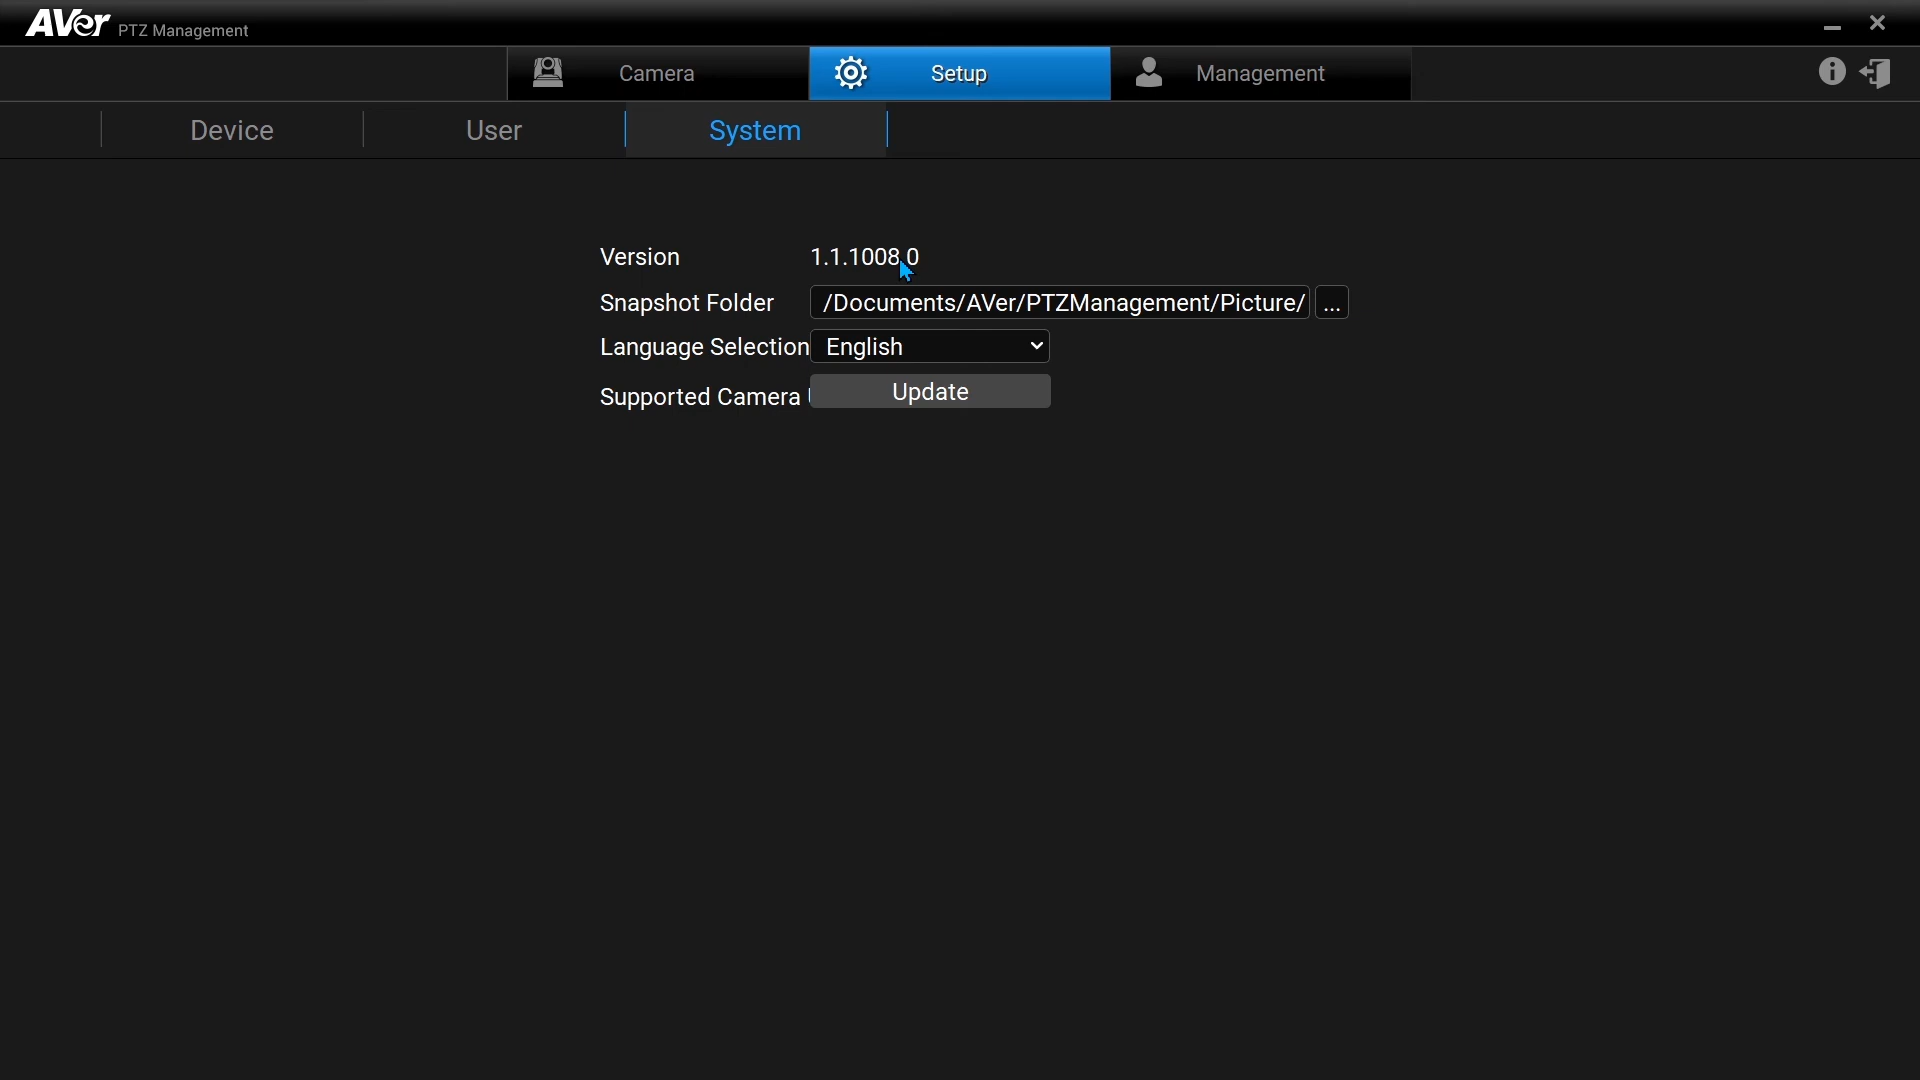 AVer PTZ Management
Camera Setup Management
Device User System
Version 1.1.1008.0
Snapshot Folder /Documents/AVer/PTZManagement/Picture/ ...
Language Selection English
Supported Camera Update